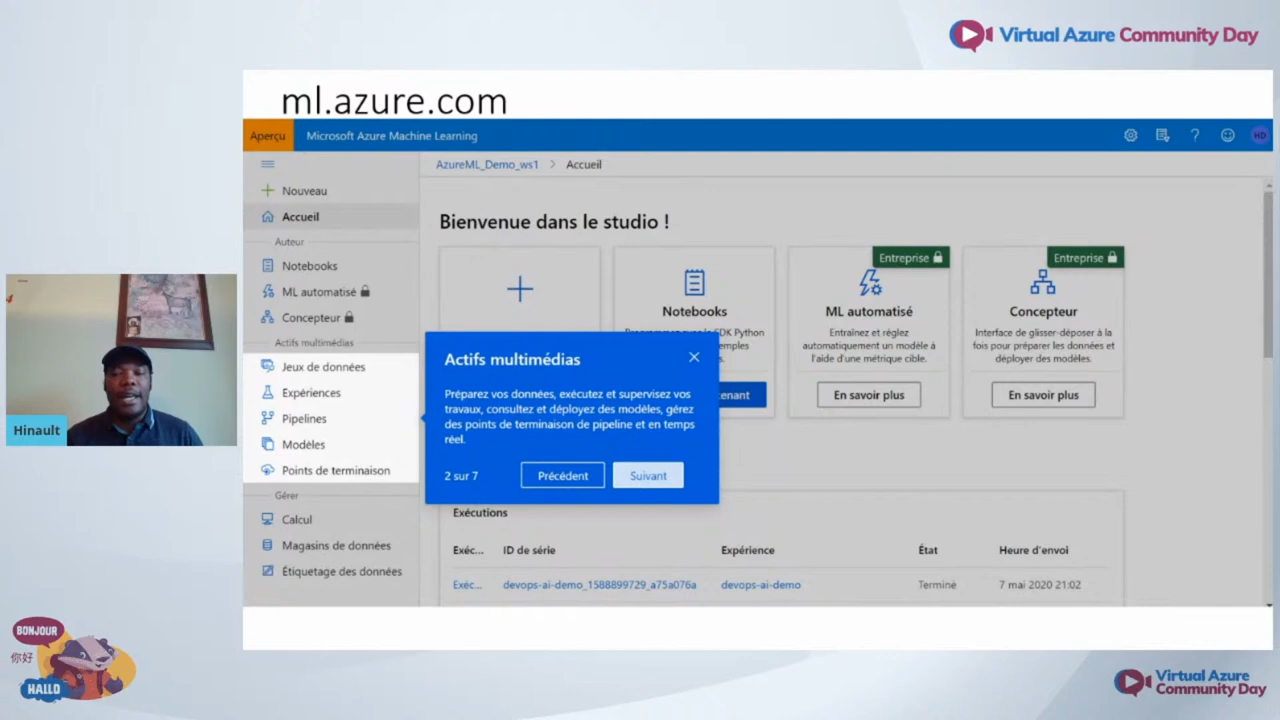 Virtual Azure Community Day
ml.azure.com
Aperçu
Microsoft Azure Machine Learning
?
HD
AzureML_Demo_ws1 > Accueil
Nouveau
Accueil
Auteur
Notebooks
ML automatisé
Concepteur
Actifs multimédias
Jeux de données
Expériences
Pipelines
Modèles
Points de terminaison
Gérer
Calcul
Magasins de données
Étiquetage des données
Bienvenue dans le studio !
Notebooks
SDK Python
emples
s.
tenant
Entreprise
ML automatisé
Entraînez et réglez
automatiquement un modèle à
l'aide d'une métrique cible.
En savoir plus
Entreprise
Concepteur
Interface de glisser-déposer à la
fois pour préparer les données et
déployer des modèles.
En savoir plus
Actifs multimédias
Préparez vos données, exécutez et supervisez vos
travaux, consultez et déployez des modèles, gérez
des points de terminaison de pipeline et en temps
réel.
2 sur 7
Précédent
Suivant
Exécutions
Exéc... ID de série Expérience État Heure d'envoi
Exéc... devops-ai-demo_1588899729_a75a076a devops-ai-demo Terminé 7 mai 2020 21:02
Hinault
BONJOUR
你好
HALLO
Virtual Azure
Community Day